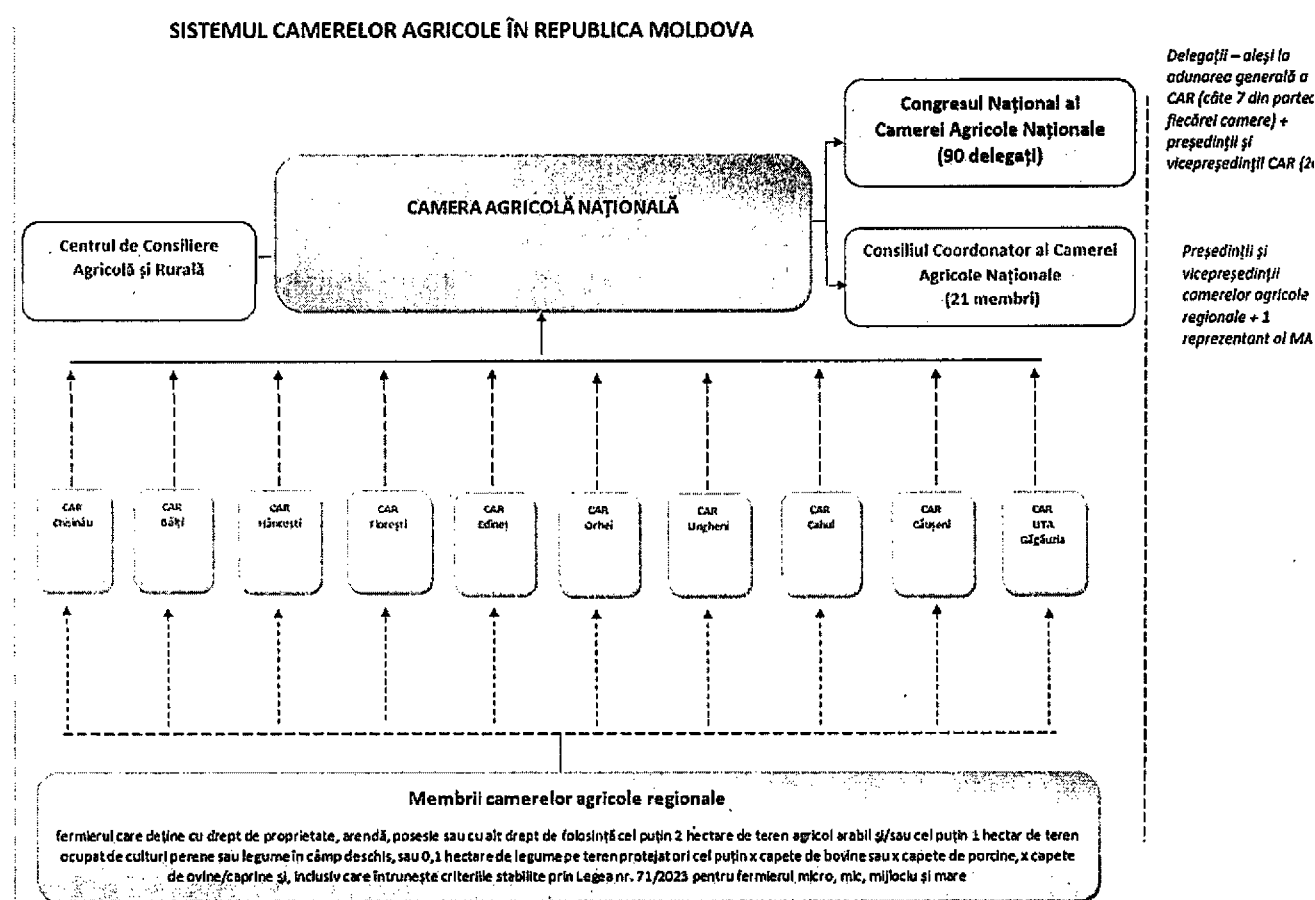 SISTEMUL CAMERELOR AGRICOLE ÎN REPUBLICA MOLDOVA
Delegații – aleși la
adunarea generală a
CAR (câte 7 din partea
fiecărei camere) +
președinții și
vicepreședinții CAR
Congresul Național al
Camerei Agricole Naționale
(90 delegați)
CAMERA AGRICOLĂ NAȚIONALĂ
Centrul de Consiliere
Agricolă și Rurală
Consiliul Coordonator al Camerei
Agricole Naționale
(21 membri)
Președinții și
vicepreședinții
camerelor agricole
regionale + 1
reprezentant al MA
CAR
Chișinău
CAR
Bălți
CAR
Hâncești
CAR
Florești
CAR
Edineț
CAR
Orhei
CAR
Ungheni
CAR
Cahul
CAR
Căușeni
CAR
UTA
Găgăuzia
Membrii camerelor agricole regionale
fermierul care deține cu drept de proprietate, arendă, posesie sau cu alt drept de folosință cel puțin 2 hectare de teren agricol arabil și/sau cel puțin 1 hectar de teren
ocupat de culturi perene sau legume în câmp deschis, sau 0,1 hectare de legume pe teren protejat ori cel puțin x capete de bovine sau x capete de porcine, x capete
de ovine/caprine și, inclusiv care întrunește criteriile stabilite prin Legea nr. 71/2023 pentru fermierul micro, mic, mijlociu și mare